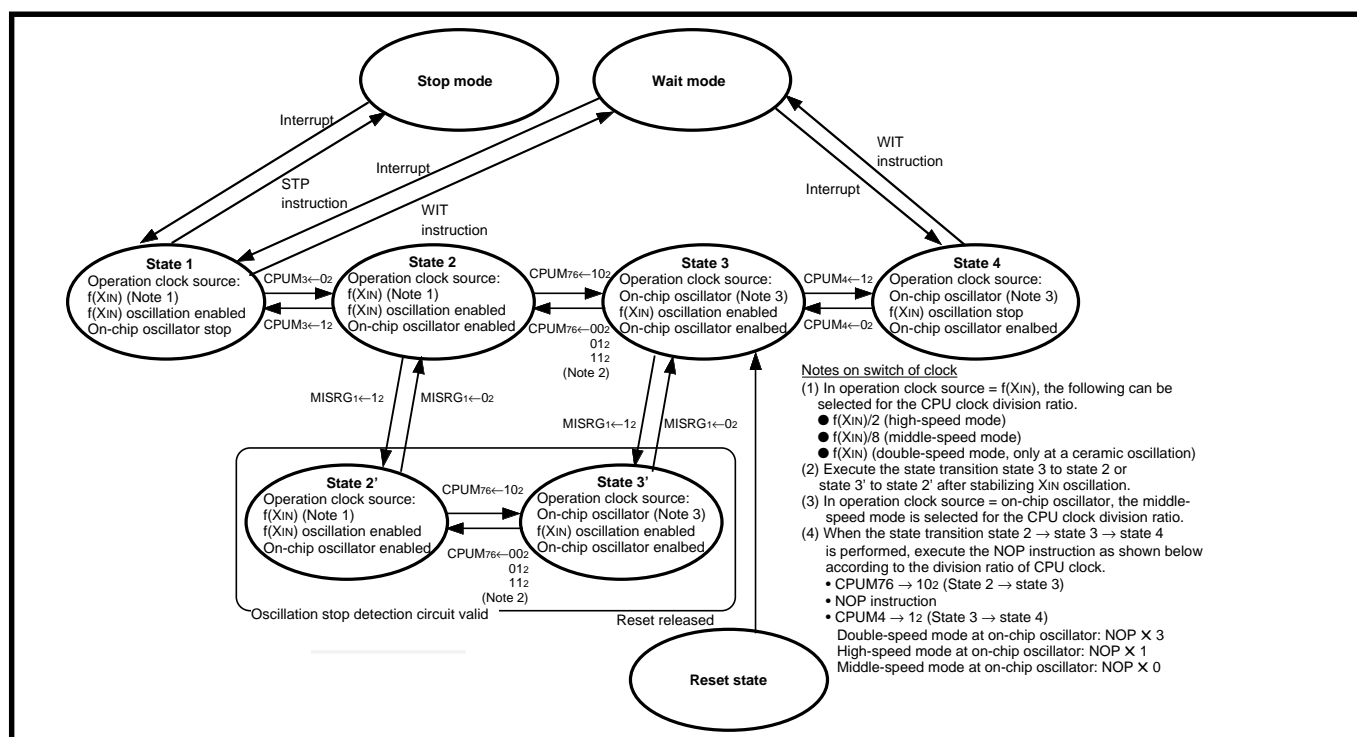 Stop mode
Wait mode
Interrupt
STP
instruction
Interrupt
WIT
instruction
WIT
instruction
Interrupt
State 1
Operation clock source:
f(XIN) (Note 1)
f(XIN) oscillation enabled
On-chip oscillator stop
CPUM3←02
CPUM3←12
State 2
Operation clock source:
f(XIN) (Note 1)
f(XIN) oscillation enabled
On-chip oscillator enabled
CPUM76←102
CPUM76←002
012
112
(Note 2)
State 3
Operation clock source:
On-chip oscillator (Note 3)
f(XIN) oscillation enabled
On-chip oscillator enalbed
CPUM4←12
CPUM4←02
State 4
Operation clock source:
On-chip oscillator (Note 3)
f(XIN) oscillation stop
On-chip oscillator enalbed
MISRG1←12
MISRG1←02
MISRG1←12
MISRG1←02
State 2’
Operation clock source:
f(XIN) (Note 1)
f(XIN) oscillation enabled
On-chip oscillator enabled
CPUM76←102
CPUM76←002
012
112
(Note 2)
State 3’
Operation clock source:
On-chip oscillator (Note 3)
f(XIN) oscillation enabled
On-chip oscillator enalbed
Oscillation stop detection circuit valid
Reset released
Reset state
Notes on switch of clock
(1) In operation clock source = f(XIN), the following can be
selected for the CPU clock division ratio.
● f(XIN)/2 (high-speed mode)
● f(XIN)/8 (middle-speed mode)
● f(XIN) (double-speed mode, only at a ceramic oscillation)
(2) Execute the state transition state 3 to state 2 or
state 3’ to state 2’ after stabilizing XIN oscillation.
(3) In operation clock source = on-chip oscillator, the middle-
speed mode is selected for the CPU clock division ratio.
(4) When the state transition state 2 → state 3 → state 4
is performed, execute the NOP instruction as shown below
according to the division ratio of CPU clock.
• CPUM76 → 102 (State 2 → state 3)
• NOP instruction
• CPUM4 → 12 (State 3 → state 4)
Double-speed mode at on-chip oscillator: NOP × 3
High-speed mode at on-chip oscillator: NOP × 1
Middle-speed mode at on-chip oscillator: NOP × 0